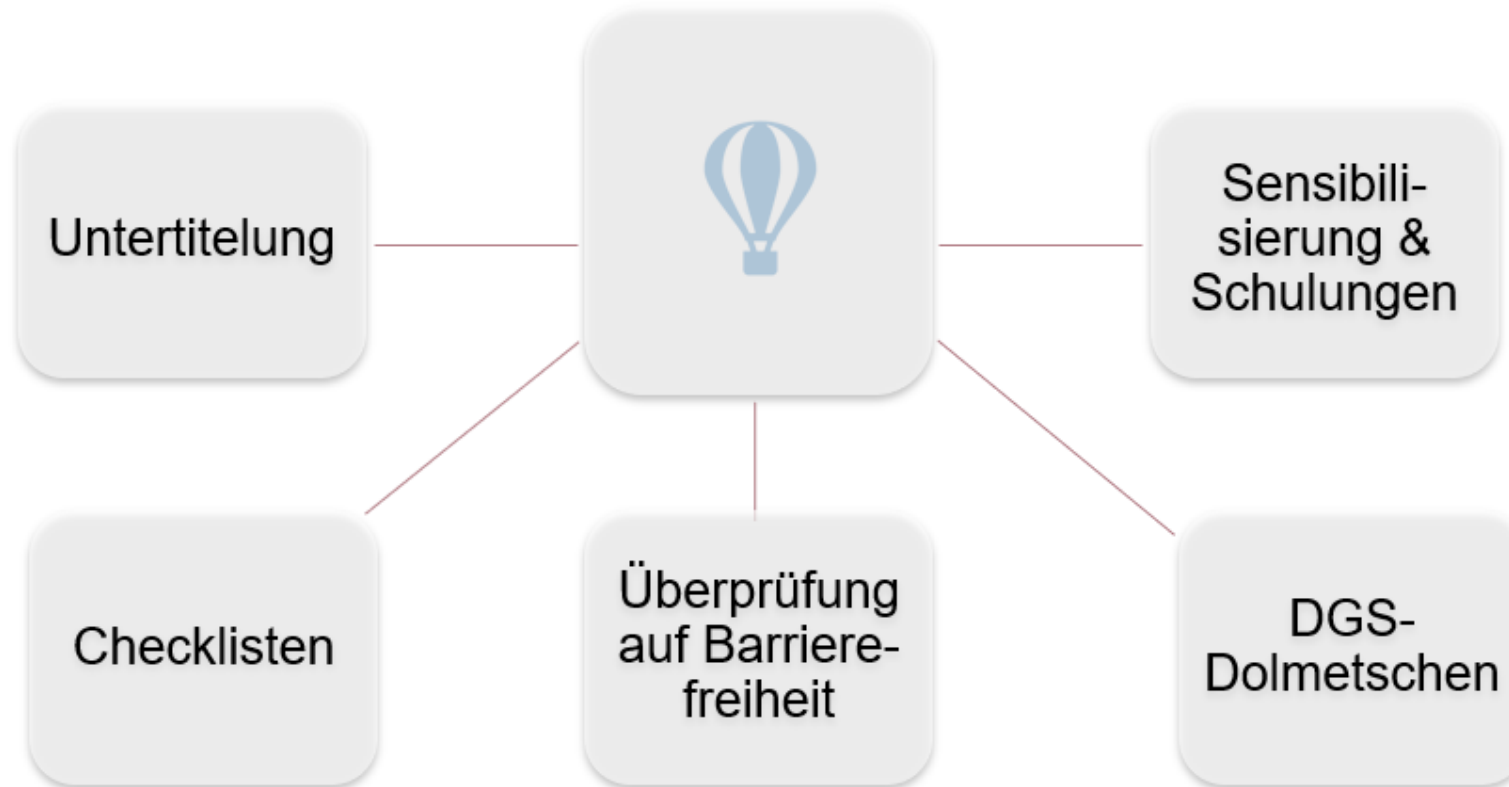 Untertitelung
Sensibili-
sierung &
Schulungen
Checklisten
Überprüfung
auf Barriere-
freiheit
DGS-
Dolmetschen